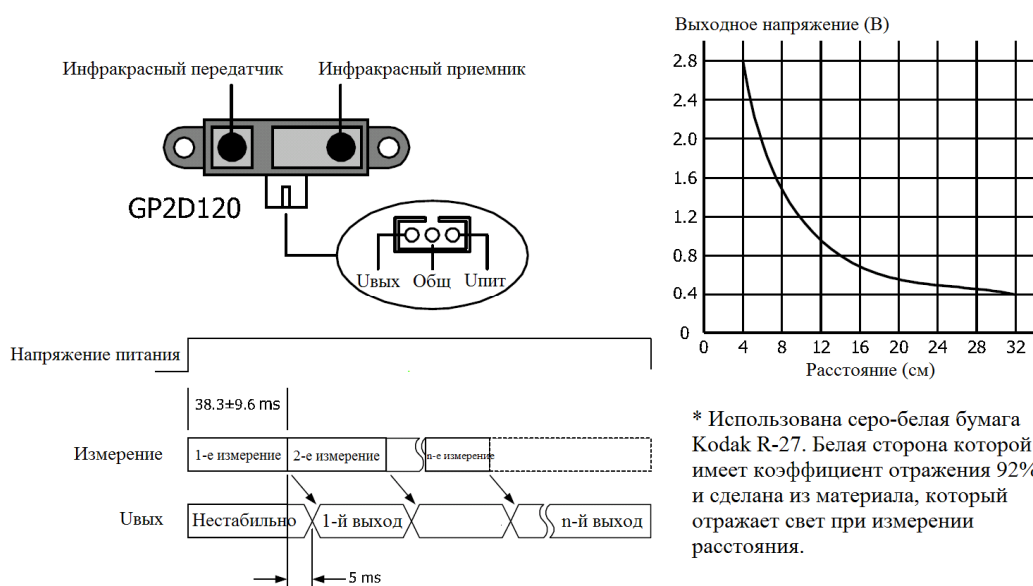 Выходное напряжение (В)
Инфракрасный передатчик
Инфракрасный приемник
GP2D120
Uвых Общ Uпит
2.8
2.4
2.0
1.6
1.2
0.8
0.4
0
0 4 8 12 16 20 24 28 32
Расстояние (см)
Напряжение питания
38.3±9.6 ms
Измерение
1-е измерение
2-е измерение
n-е измерение
Uвых
Нестабильно
1-й выход
n-й выход
5 ms
* Использована серо-белая бумага
Kodak R-27. Белая сторона которой
имеет коэффициент отражения 92%
и сделана из материала, который
отражает свет при измерении
расстояния.